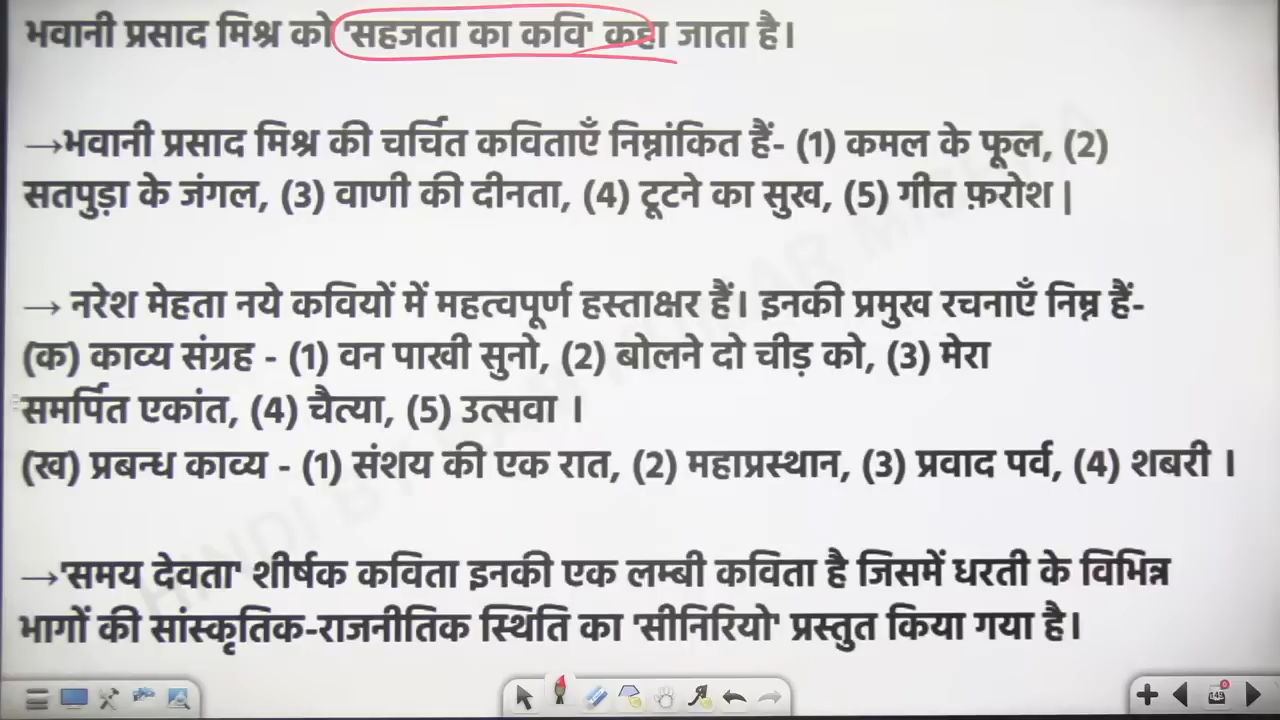 भवानी प्रसाद मिश्र को 'सहजता का कवि' कहा जाता है।
→भवानी प्रसाद मिश्र की चर्चित कविताएँ निम्नांकित हैं- (1) कमल के फूल, (2)
सतपुड़ा के जंगल, (3) वाणी की दीनता, (4) टूटने का सुख, (5) गीत फ़रोश |
→ नरेश मेहता नये कवियों में महत्वपूर्ण हस्ताक्षर हैं। इनकी प्रमुख रचनाएँ निम्न हैं-
(क) काव्य संग्रह - (1) वन पाखी सुनो, (2) बोलने दो चीड़ को, (3) मेरा
समर्पित एकांत, (4) चैत्या, (5) उत्सवा ।
(ख) प्रबन्ध काव्य - (1) संशय की एक रात, (2) महाप्रस्थान, (3) प्रवाद पर्व, (4) शबरी ।
→'समय देवता' शीर्षक कविता इनकी एक लम्बी कविता है जिसमें धरती के विभिन्न
भागों की सांस्कृतिक-राजनीतिक स्थिति का 'सीनिरियो' प्रस्तुत किया गया है।
149